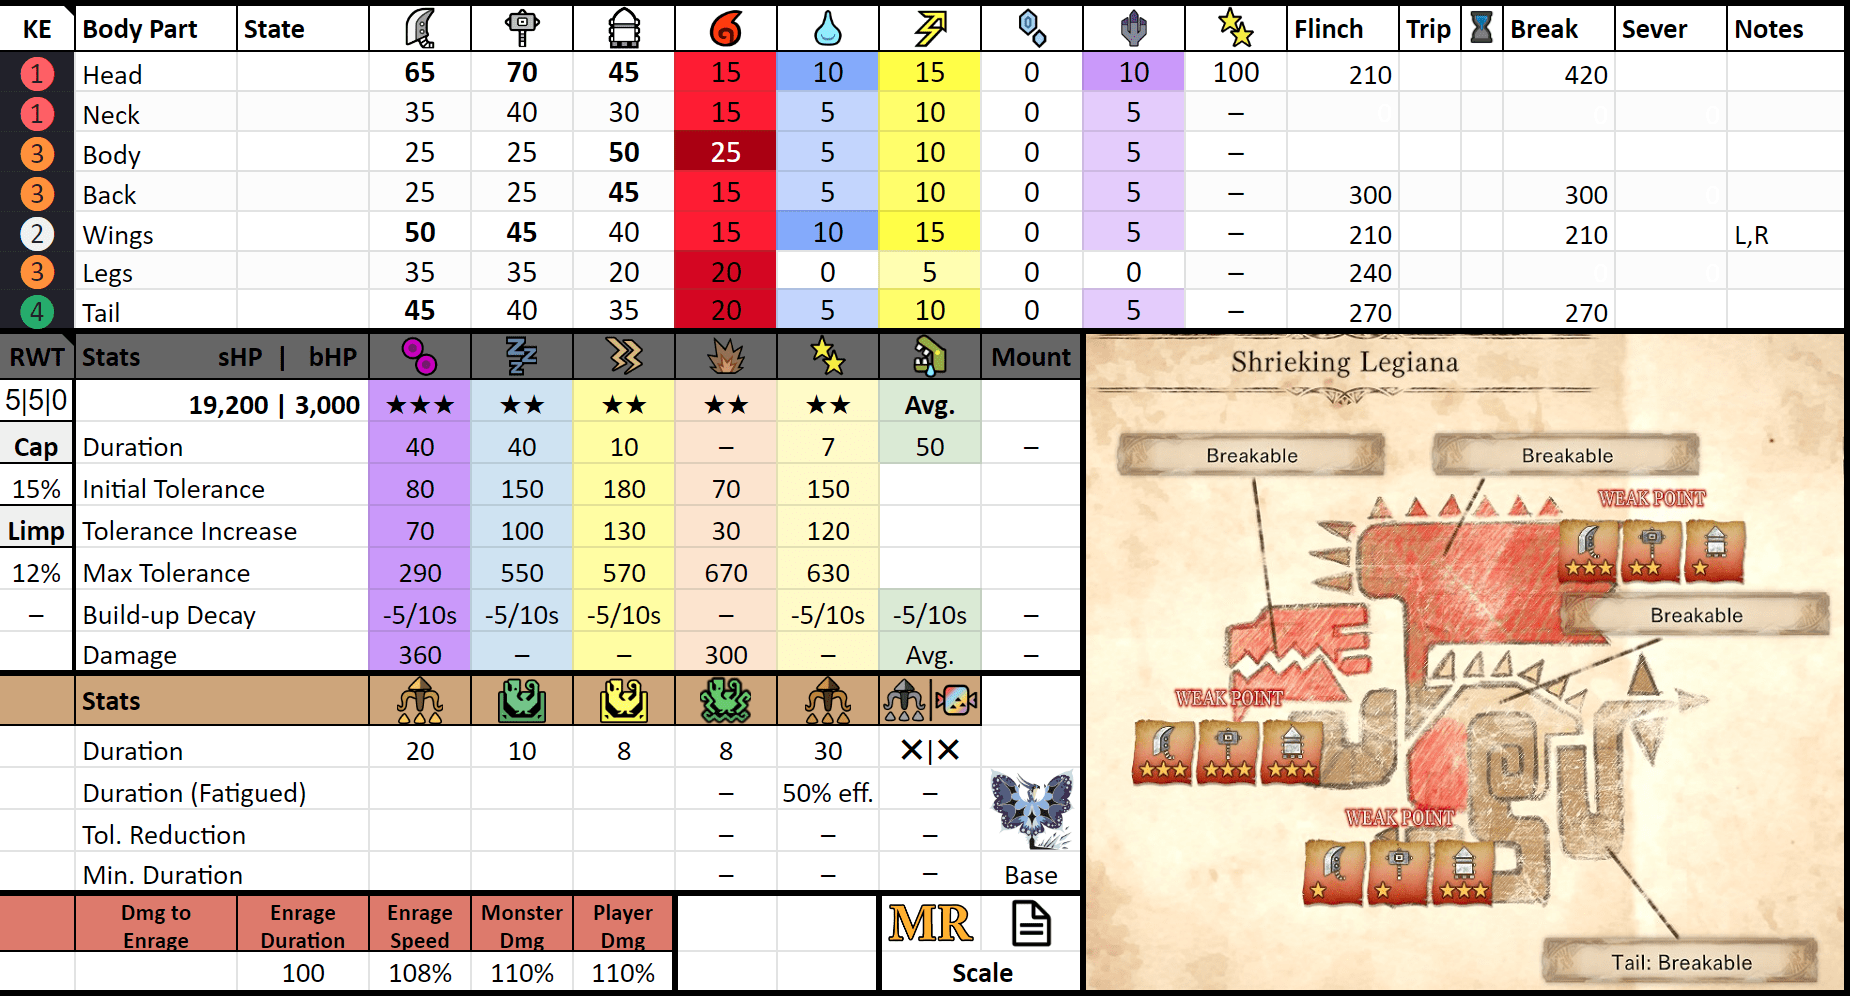 KE Body Part State Flinch Trip Break Sever Notes
1 Head 65 70 45 15 10 15 0 10 100 210 420
1 Neck 35 40 30 15 5 10 0 5 –
3 Body 25 25 50 25 5 10 0 5 –
3 Back 25 25 45 15 5 10 0 5 – 300 300
2 Wings 50 45 40 15 10 15 0 5 – 210 210 L,R
3 Legs 35 35 20 20 0 5 0 0 – 240
4 Tail 45 40 35 20 5 10 0 5 – 270 270
RWT Stats sHP | bHP Mount
5|5|0 19,200 | 3,000 ★★★ ★★ ★★ ★★ ★★ Avg.
Cap Duration 40 40 10 – 7 50 –
15% Initial Tolerance 80 150 180 70 150
Limp Tolerance Increase 70 100 130 30 120
12% Max Tolerance 290 550 570 670 630
– Build-up Decay -5/10s -5/10s -5/10s – -5/10s -5/10s –
Damage 360 – – 300 – Avg. –
Stats
Duration 20 10 8 8 30 ✕|✕
Duration (Fatigued) – 50% eff. –
Tol. Reduction – – –
Min. Duration – – – Base
Dmg to Enrage Enrage Duration Enrage Speed Monster Dmg Player Dmg MR
100 108% 110% 110% Scale
Shrieking Legiana
Breakable Breakable
WEAK POINT
★★★ ★★ ★
Breakable
WEAK POINT
★★★ ★★★ ★★★
WEAK POINT
★ ★ ★★★
Tail: Breakable